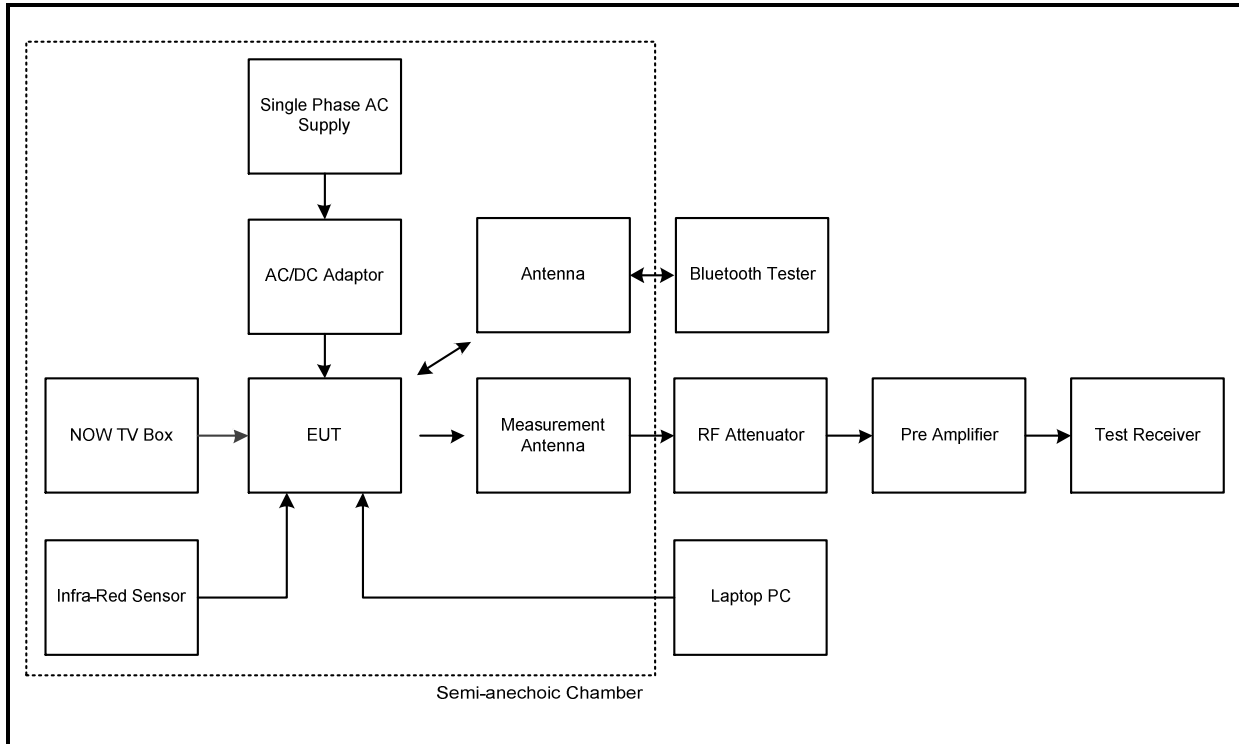 Single Phase AC
Supply
AC/DC Adaptor
Antenna
Bluetooth Tester
NOW TV Box
EUT
Measurement
Antenna
RF Attenuator
Pre Amplifier
Test Receiver
Infra-Red Sensor
Laptop PC
Semi-anechoic Chamber